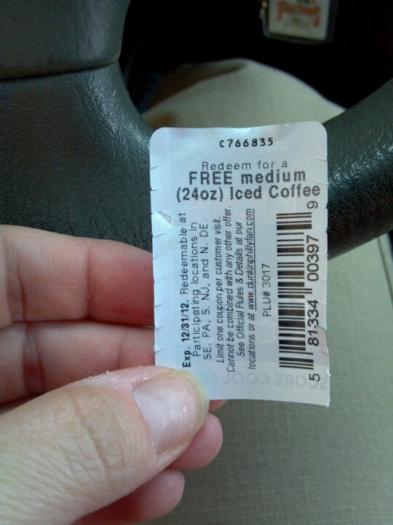 C766835
Redeem for a
FREE medium
(24oz) Iced Coffee
Exp. 12/31/12. Redeemable at
Participating locations in
SE. PA, S. NJ, and N. DE.
Limit one coupon per customer visit.
Cannot be combined with any other offer.
See Official Rules & Details at our
locations or at www.dunkinphillyfan.com
PLU# 3017
5 81334 00397 9